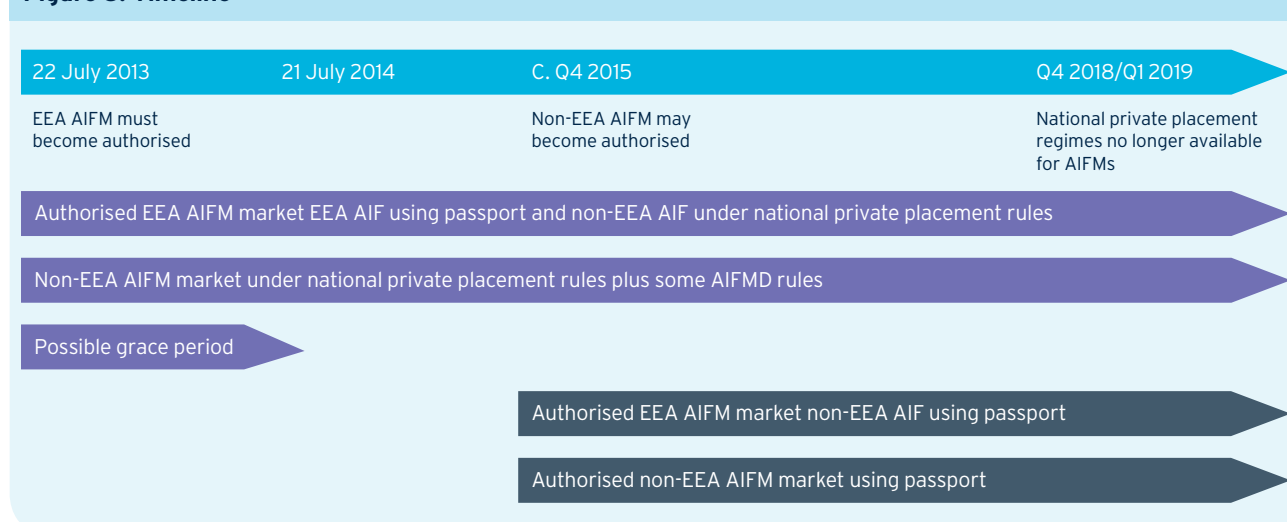 22 July 2013
21 July 2014
C. Q4 2015
Q4 2018/Q1 2019
EEA AIFM must
become authorised
Non-EEA AIFM may
become authorised
National private placement
regimes no longer available
for AIFMs
Authorised EEA AIFM market EEA AIF using passport and non-EEA AIF under national private placement rules
Non-EEA AIFM market under national private placement rules plus some AIFMD rules
Possible grace period
Authorised EEA AIFM market non-EEA AIF using passport
Authorised non-EEA AIFM market using passport